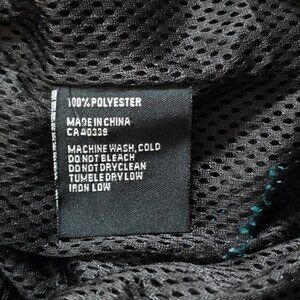 100% POLYESTER
MADE IN CHINA
CA40339
MACHINE WASH, COLD
DO NOT BLEACH
DO NOT DRYCLEAN
TUMBLE DRY LOW
IRON LOW